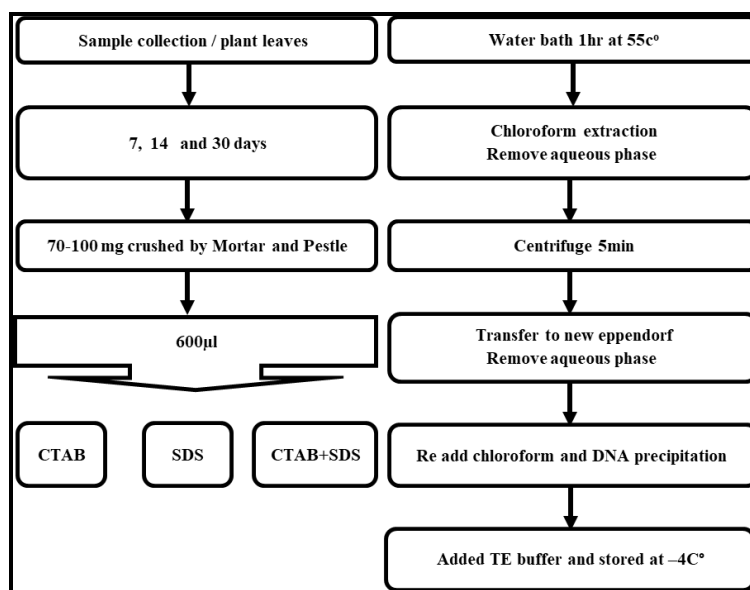 Sample collection / plant leaves
7, 14 and 30 days
70-100 mg crushed by Mortar and Pestle
600µl
CTAB
SDS
CTAB+SDS
Water bath 1hr at 55cº
Chloroform extraction
Remove aqueous phase
Centrifuge 5min
Transfer to new eppendorf
Remove aqueous phase
Re add chloroform and DNA precipitation
Added TE buffer and stored at –4C°